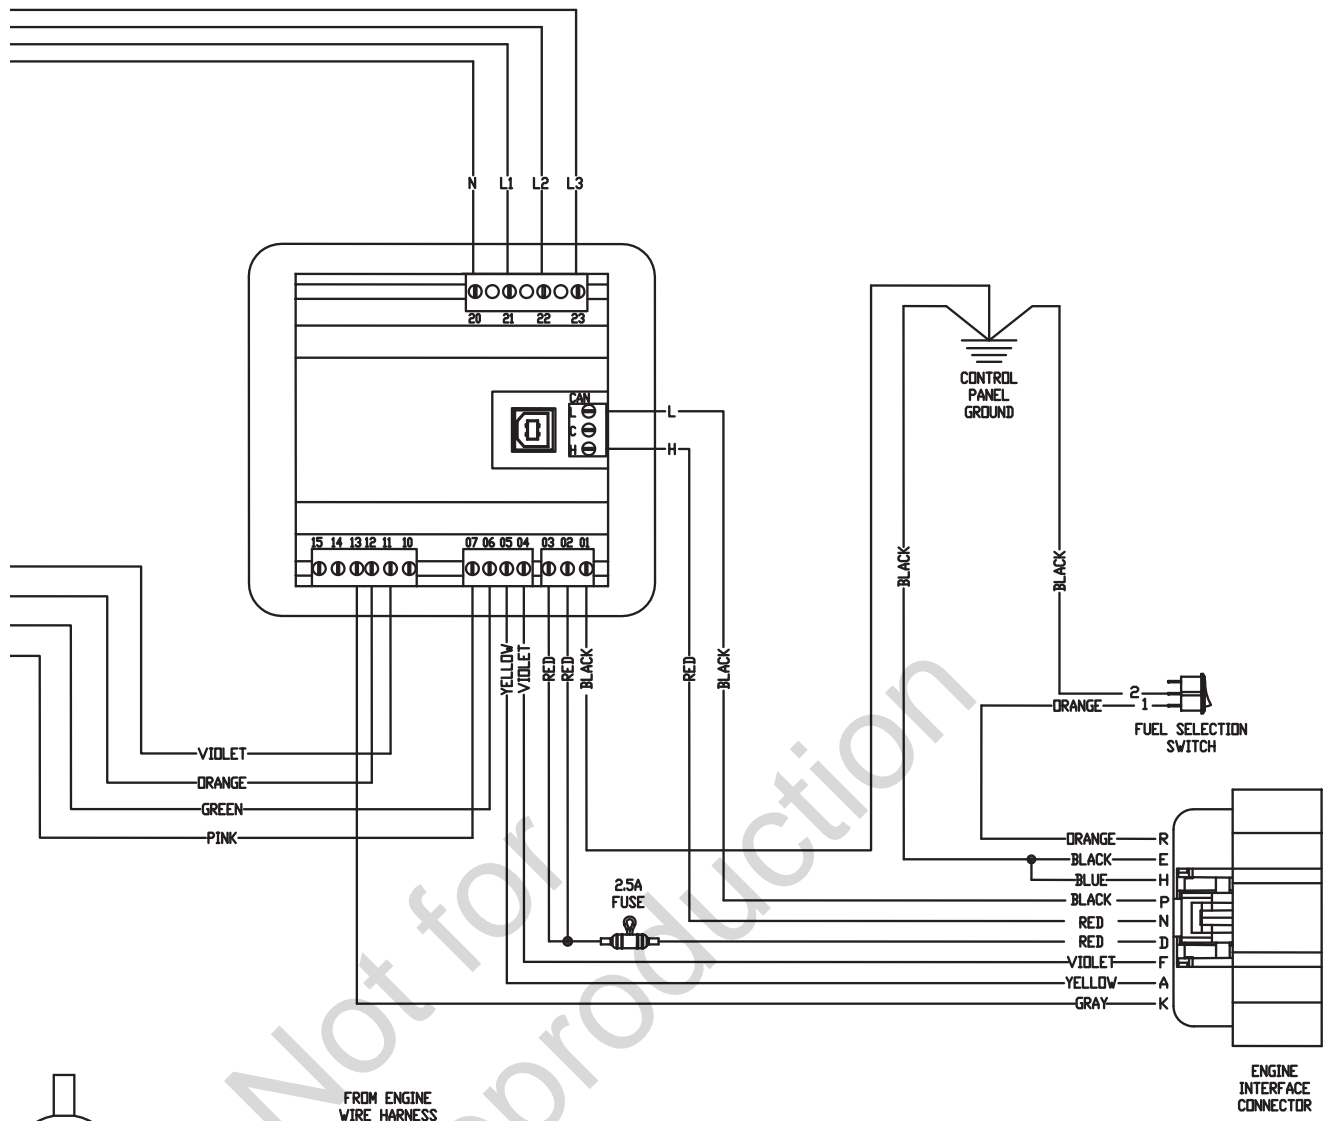 N L1 L2 L3
20 21 22 23
CAN
L
C
H
L
H
CONTROL
PANEL
GROUND
15 14 13 12 11 10 07 06 05 04 03 02 01
BLACK
BLACK
YELLOW
VIOLET
RED
RED
BLACK
RED
BLACK
2
ORANGE 1
FUEL SELECTION
SWITCH
VIOLET
ORANGE
GREEN
PINK
ORANGE R
BLACK E
BLUE H
BLACK P
RED N
RED D
VIOLET F
YELLOW A
GRAY K
2.5A
FUSE
ENGINE
INTERFACE
CONNECTOR
FROM ENGINE
WIRE HARNESS
Not for
production